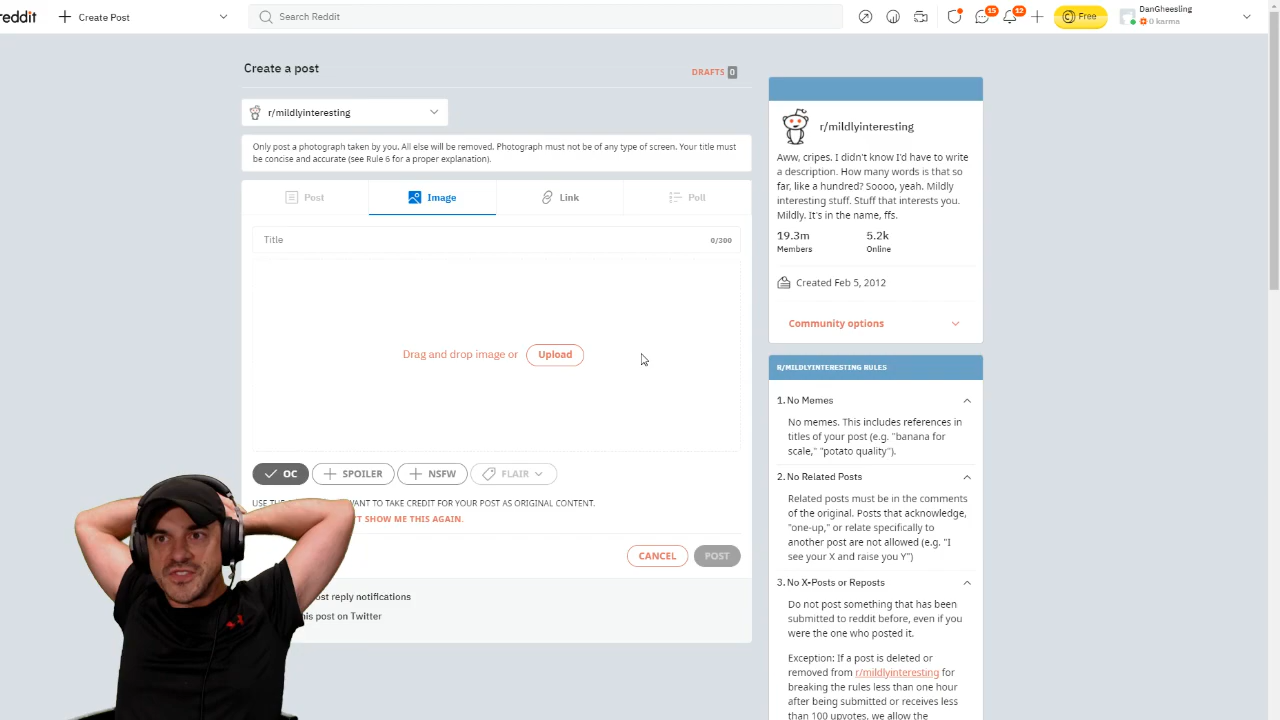 reddit
Create Post
Search Reddit
15
12
Free
DanGheesling
0 karma
Create a post
DRAFTS 0
r/mildlyinteresting
Only post a photograph taken by you. All else will be removed. Photograph must not be of any type of screen. Your title must
be concise and accurate (see Rule 6 for a proper explanation).
Post
Image
Link
Poll
Title
0/300
Drag and drop image or Upload
OC
SPOILER
NSFW
FLAIR
USE THE WANT TO TAKE CREDIT FOR YOUR POST AS ORIGINAL CONTENT.
SHOW ME THIS AGAIN.
CANCEL
POST
reply notifications
post on Twitter
r/mildlyinteresting
Aww, cripes. I didn't know I'd have to write
a description. How many words is that so
far, like a hundred? Soooo, yeah. Mildly
interesting stuff. Stuff that interests you.
Mildly. It's in the name, ffs.
19.3m
Members
5.2k
Online
Created Feb 5, 2012
Community options
R/MILDLYINTERESTING RULES
1. No Memes
No memes. This includes references in
titles of your post (e.g. "banana for
scale," "potato quality").
2. No Related Posts
Related posts must be in the comments
of the original. Posts that acknowledge,
"one-up," or relate specifically to
another post are not allowed (e.g. "I
see your X and raise you Y")
3. No X-Posts or Reposts
Do not post something that has been
submitted to reddit before, even if you
were the one who posted it.
Exception: If a post is deleted or
removed from r/mildlyinteresting for
breaking the rules less than one hour
after being submitted or receives less
than 100 upvotes, we allow the